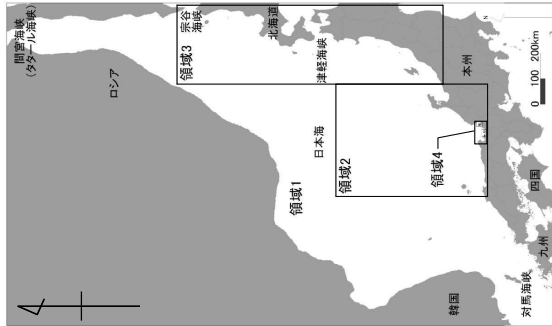 間宮海峡
(タタール海峡)
ロシア
宗谷
海峡
北海道
領域3
津軽海峡
日本海
領域1
領域2
本州
領域4
韓国
対馬海峡
九州
四国
0 100 200km